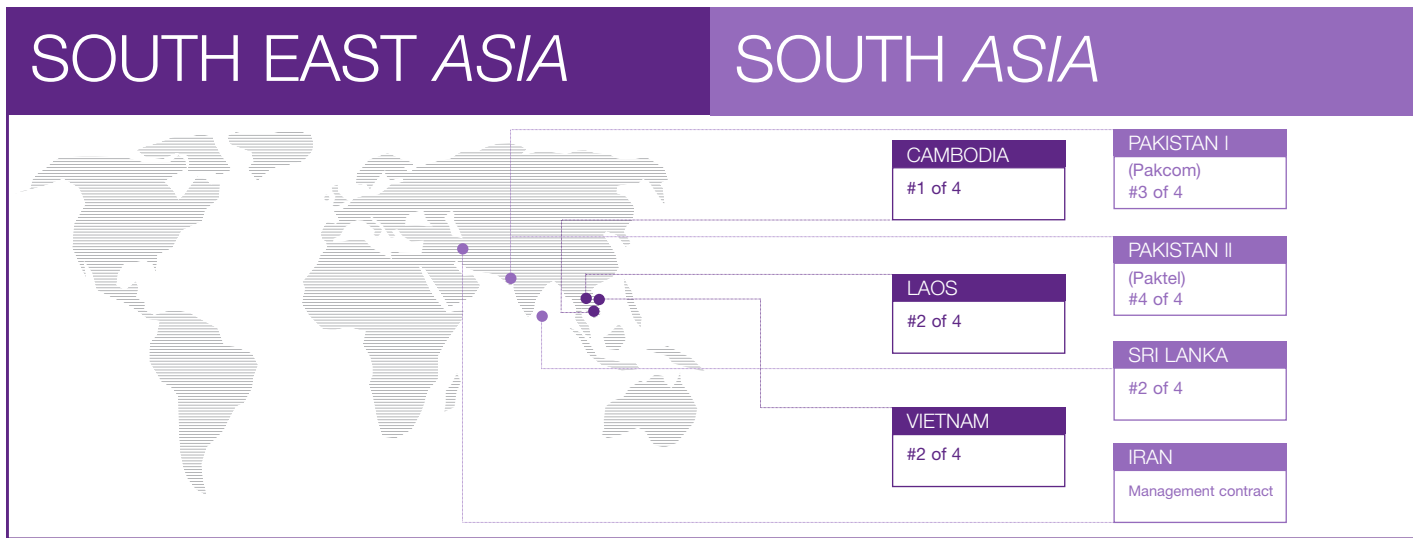 SOUTH EAST ASIA
SOUTH ASIA
CAMBODIA
#1 of 4
LAOS
#2 of 4
VIETNAM
#2 of 4
PAKISTAN I
(Pakcom)
#3 of 4
PAKISTAN II
(Paktel)
#4 of 4
SRI LANKA
#2 of 4
IRAN
Management contract